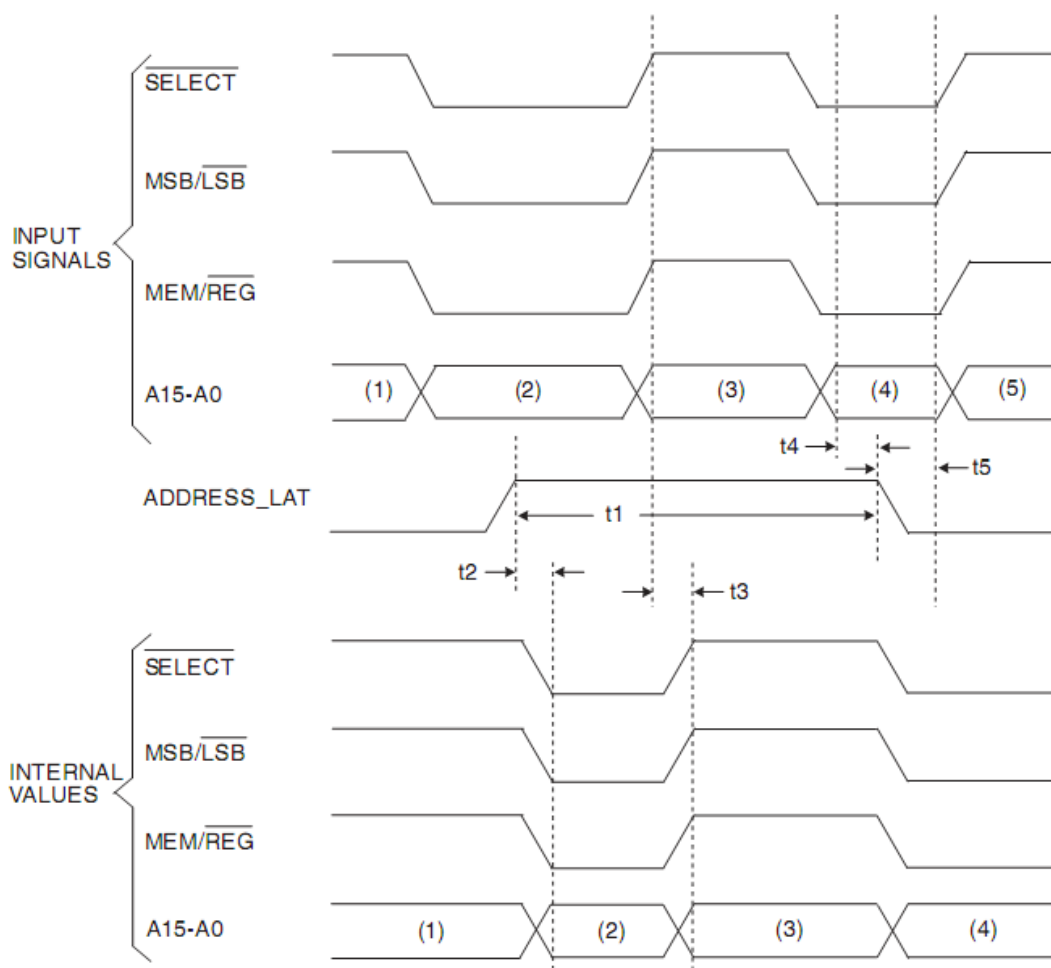 SELECT
MSB/LSB
INPUT
SIGNALS
MEM/REG
A15-A0 (1) (2) (3) (4) (5)
t4 t5
ADDRESS_LAT
t1
t2 t3
SELECT
MSB/LSB
INTERNAL
VALUES
MEM/REG
A15-A0 (1) (2) (3) (4)